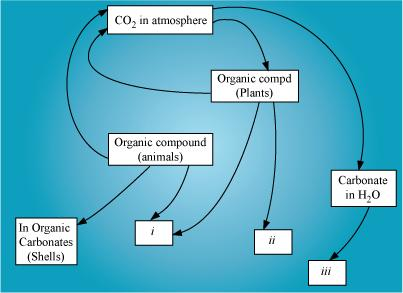 CO₂ in atmosphere
Organic compd
(Plants)
Organic compound
(animals)
Carbonate
in H₂O
In Organic
Carbonates
(Shells)
i
ii
iii